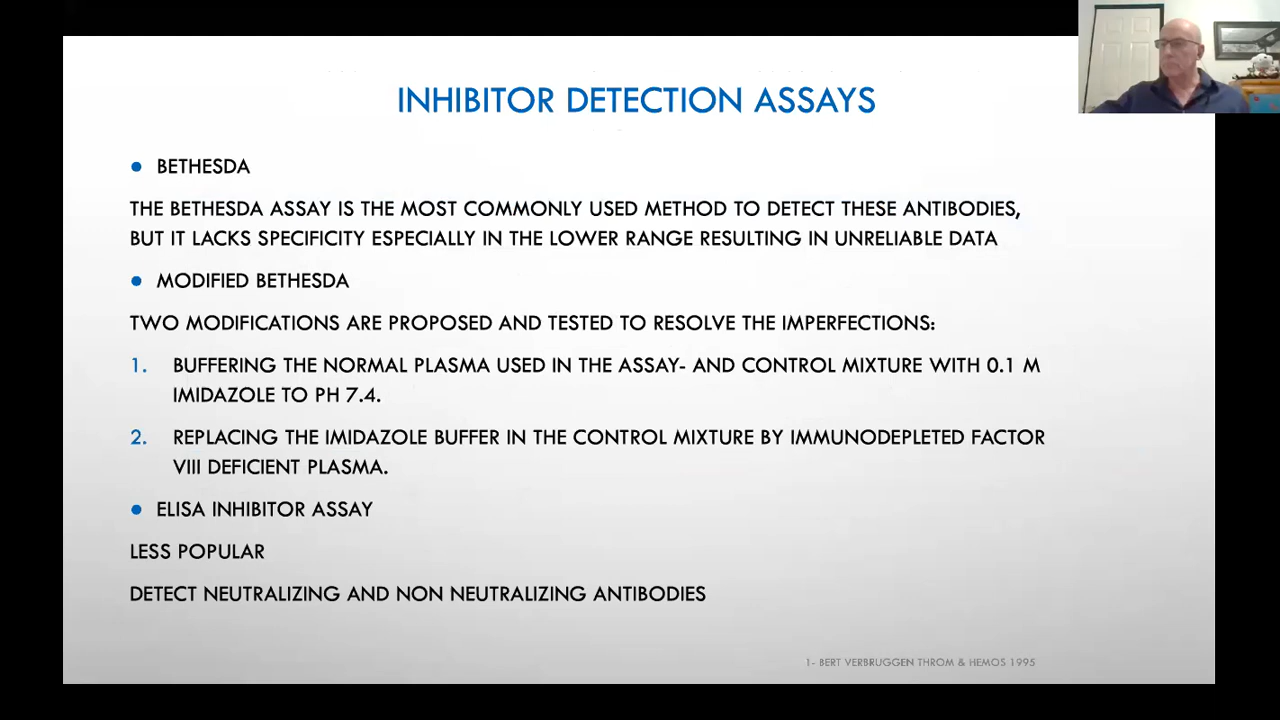 INHIBITOR DETECTION ASSAYS
● BETHESDA
THE BETHESDA ASSAY IS THE MOST COMMONLY USED METHOD TO DETECT THESE ANTIBODIES,
BUT IT LACKS SPECIFICITY ESPECIALLY IN THE LOWER RANGE RESULTING IN UNRELIABLE DATA
● MODIFIED BETHESDA
TWO MODIFICATIONS ARE PROPOSED AND TESTED TO RESOLVE THE IMPERFECTIONS:
1. BUFFERING THE NORMAL PLASMA USED IN THE ASSAY- AND CONTROL MIXTURE WITH 0.1 M
IMIDAZOLE TO PH 7.4.
2. REPLACING THE IMIDAZOLE BUFFER IN THE CONTROL MIXTURE BY IMMUNODEPLETED FACTOR
VIII DEFICIENT PLASMA.
● ELISA INHIBITOR ASSAY
LESS POPULAR
DETECT NEUTRALIZING AND NON NEUTRALIZING ANTIBODIES
1- BERT VERBRUGGEN THROM & HEMOS 1995